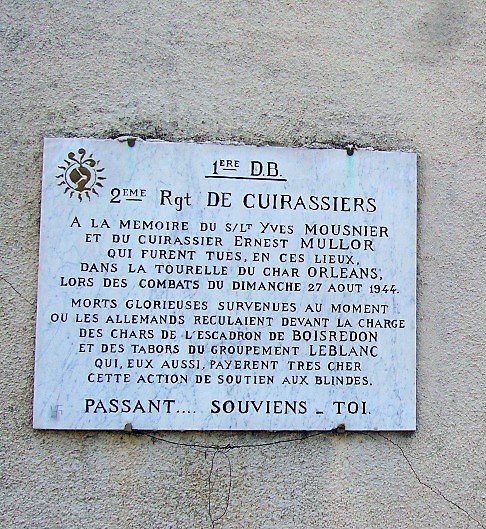 1ERE D.B.
2EME Rgt DE CUIRASSIERS
A LA MEMOIRE DU S/LT YVES MOUSNIER
ET DU CUIRASSIER ERNEST MULLOR
QUI FURENT TUES, EN CES LIEUX,
DANS LA TOURELLE DU CHAR ORLEANS,
LORS DES COMBATS DU DIMANCHE 27 AOUT 1944.
MORTS GLORIEUSES SURVENUES AU MOMENT
OU LES ALLEMANDS RECULAIENT DEVANT LA CHARGE
DES CHARS DE L'ESCADRON DE BOISREDON
ET DES TABORS DU GROUPEMENT LEBLANC
QUI, EUX AUSSI, PAYERENT TRES CHER
CETTE ACTION DE SOUTIEN AUX BLINDES.
PASSANT.... SOUVIENS - TOI.